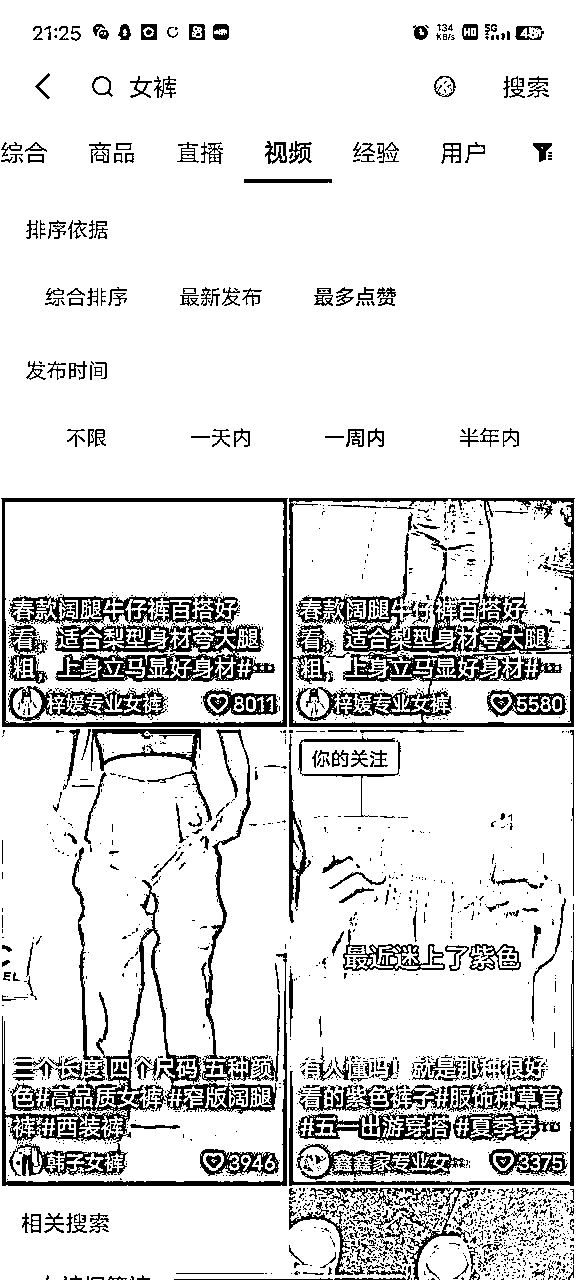 21:25
134 KB/s HD 5G 48
女裤 搜索
综合 商品 直播 视频 经验 用户
排序依据
综合排序 最新发布 最多点赞
发布时间
不限 一天内 一周内 半年内
春款阔腿牛仔裤百搭好
看，适合梨型身材夸大腿
粗，上身立马显好身材#…
梓媛专业女裤 8011
春款阔腿牛仔裤百搭好
看，适合梨型身材夸大腿
粗，上身立马显好身材#…
梓媛专业女裤 5580
EL
三个长度 四个尺码 五种颜
色#高品质女裤 #窄版阔腿
裤 #西装裤
韩子女裤 3946
你的关注
最近迷上了紫色
有人懂吗！就是那种很好
看的紫色裤子#服饰种草官
#五一出游穿搭 #夏季穿…
鑫鑫家专业女… 3375
相关搜索